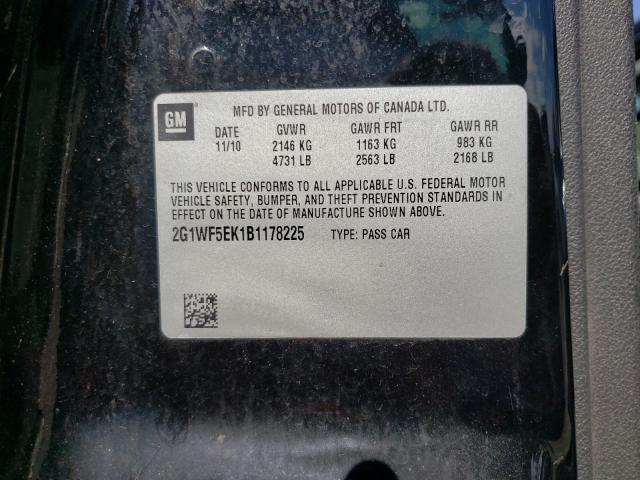 GM
MFD BY GENERAL MOTORS OF CANADA LTD.
DATE GVWR GAWR FRT GAWR RR
11/10 2146 KG 1163 KG 983 KG
4731 LB 2563 LB 2168 LB
THIS VEHICLE CONFORMS TO ALL APPLICABLE U.S. FEDERAL MOTOR
VEHICLE SAFETY, BUMPER, AND THEFT PREVENTION STANDARDS IN
EFFECT ON THE DATE OF MANUFACTURE SHOWN ABOVE.
2G1WF5EK1B1178225 TYPE: PASS CAR